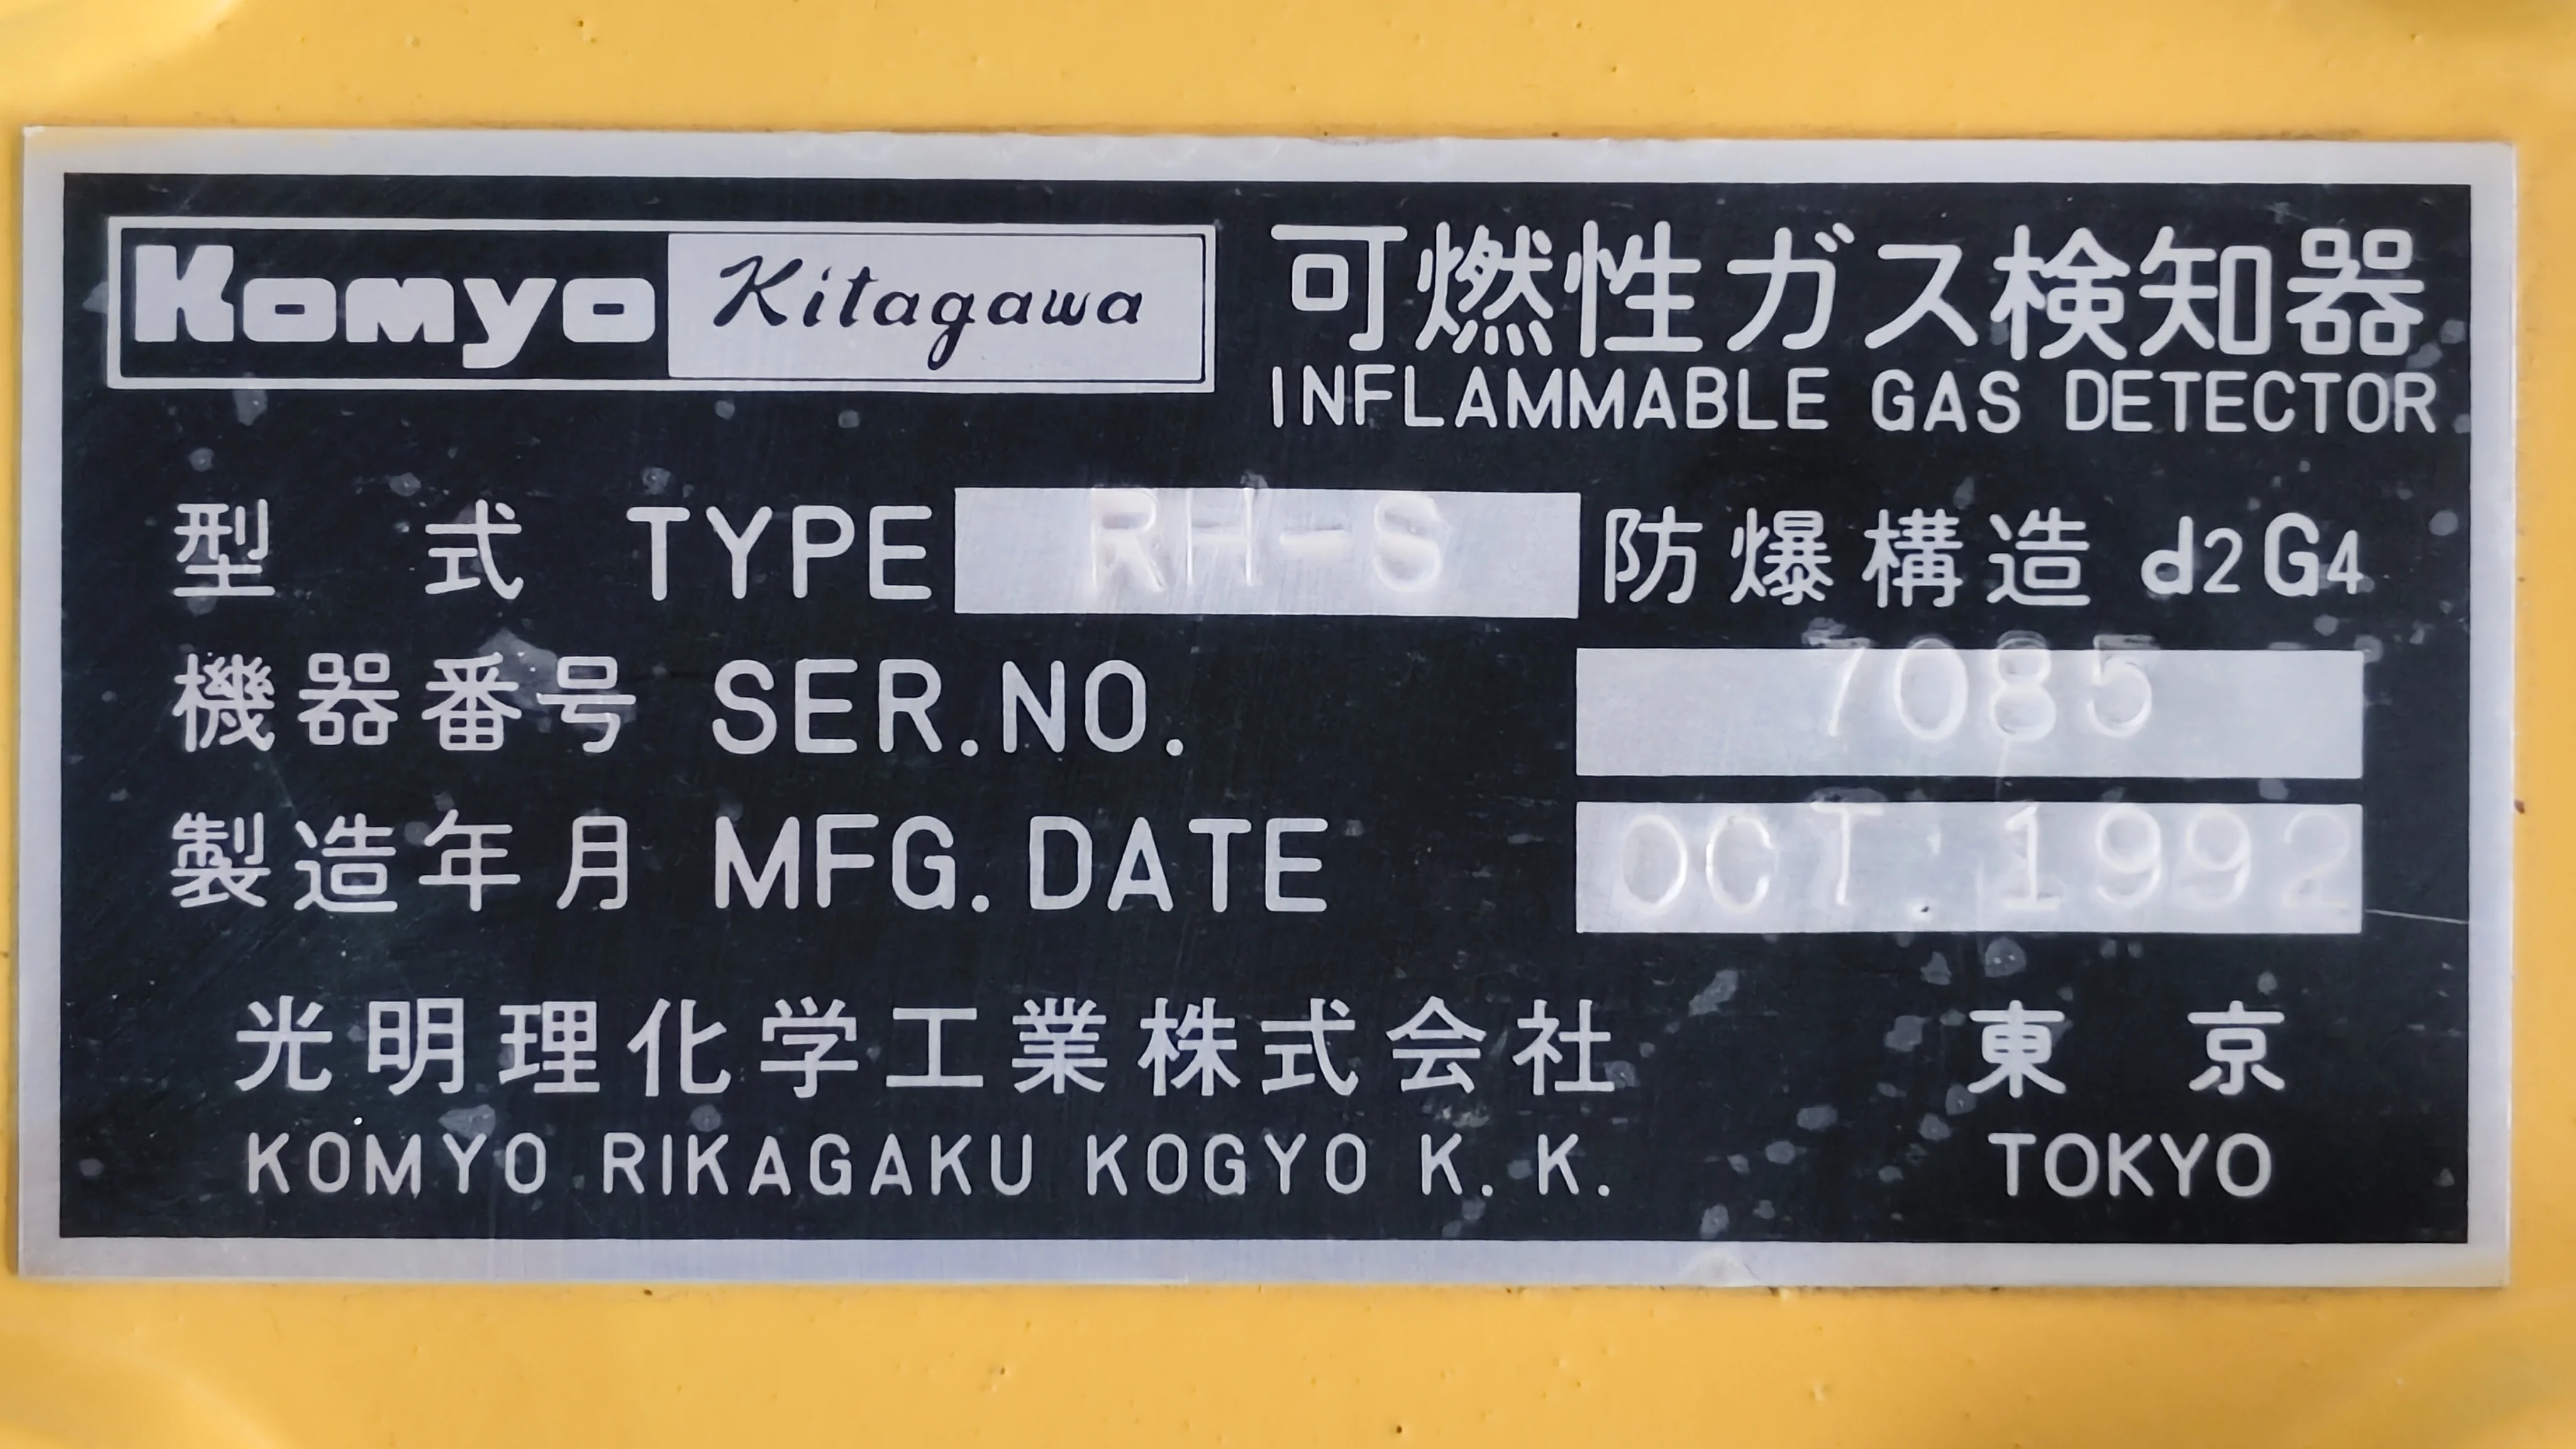 Komyo Kitagawa 可燃性ガス検知器
INFLAMMABLE GAS DETECTOR
型 式 TYPE RH-S 防爆構造 d2G4
機器番号 SER.NO. 7085
製造年月 MFG.DATE OCT.1992
光明理化学工業株式会社 東 京
KOMYO RIKAGAKU KOGYO K.K. TOKYO